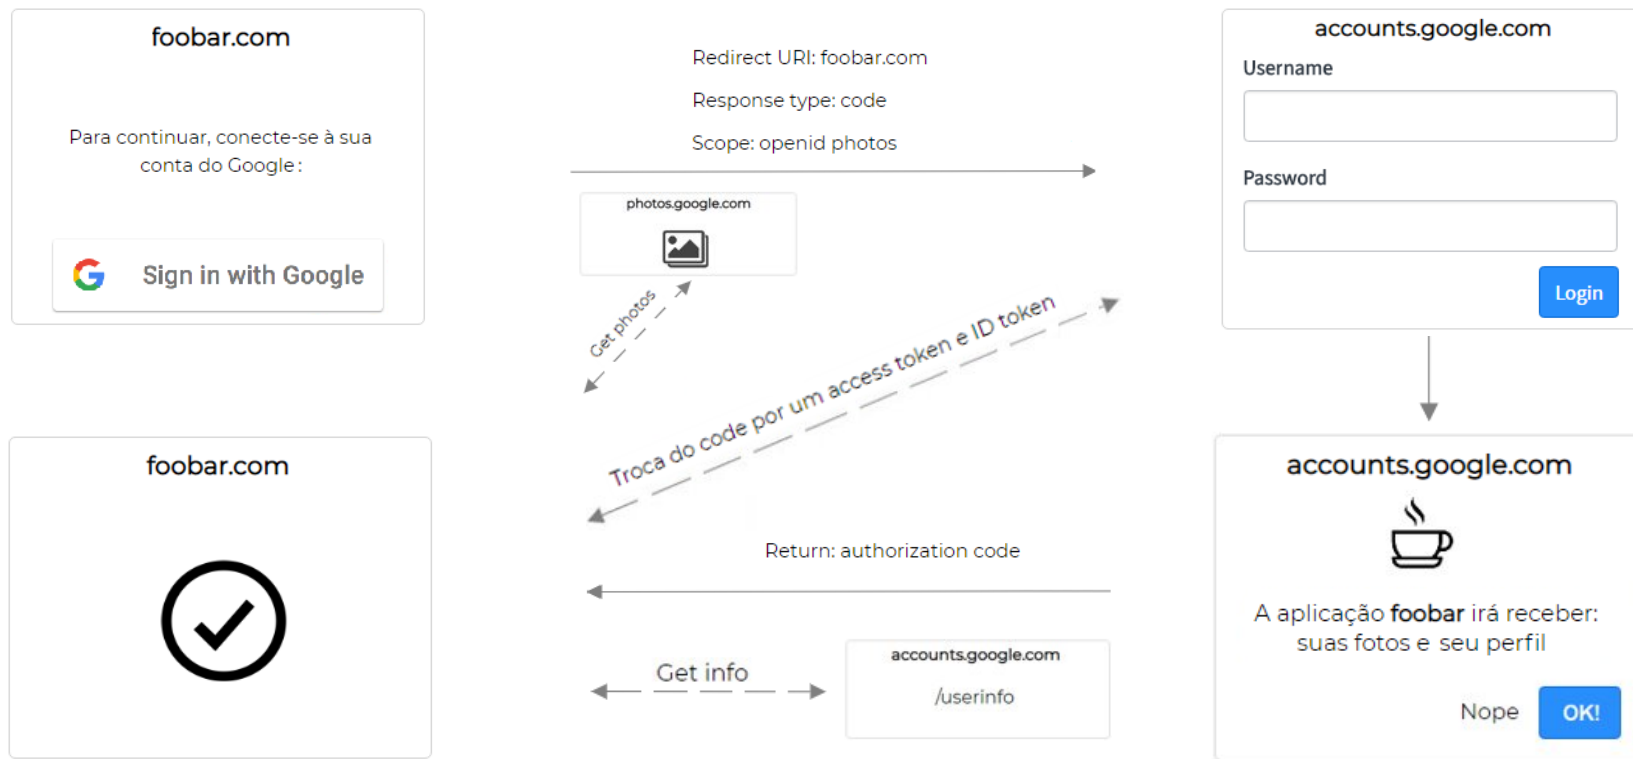 foobar.com
Para continuar, conecte-se à sua
conta do Google:
Sign in with Google
Redirect URI: foobar.com
Response type: code
Scope: openid photos
photos.google.com
Get photos
accounts.google.com
Username
Password
Login
Troca do code por um access token e ID token
foobar.com
Return: authorization code
Get info
accounts.google.com
/userinfo
accounts.google.com
A aplicação foobar irá receber:
suas fotos e seu perfil
Nope
OK!